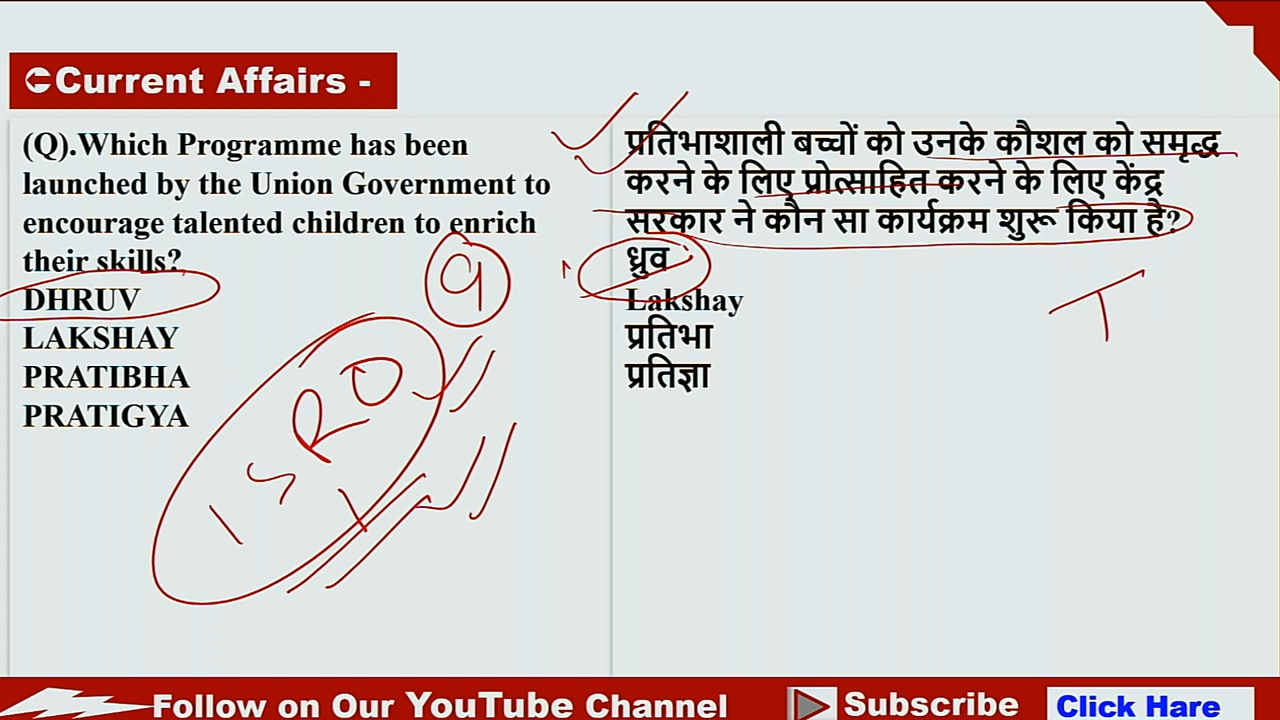 Current Affairs -
(Q).Which Programme has been
launched by the Union Government to
encourage talented children to enrich
their skills?
DHRUV
LAKSHAY
PRATIBHA
PRATIGYA
9
ISRO
प्रतिभाशाली बच्चों को उनके कौशल को समृद्ध
करने के लिए प्रोत्साहित करने के लिए केंद्र
सरकार ने कौन सा कार्यक्रम शुरू किया है?
ध्रुव
Lakshay
प्रतिभा
प्रतिज्ञा
T
Follow on Our YouTube Channel
Subscribe
Click Hare